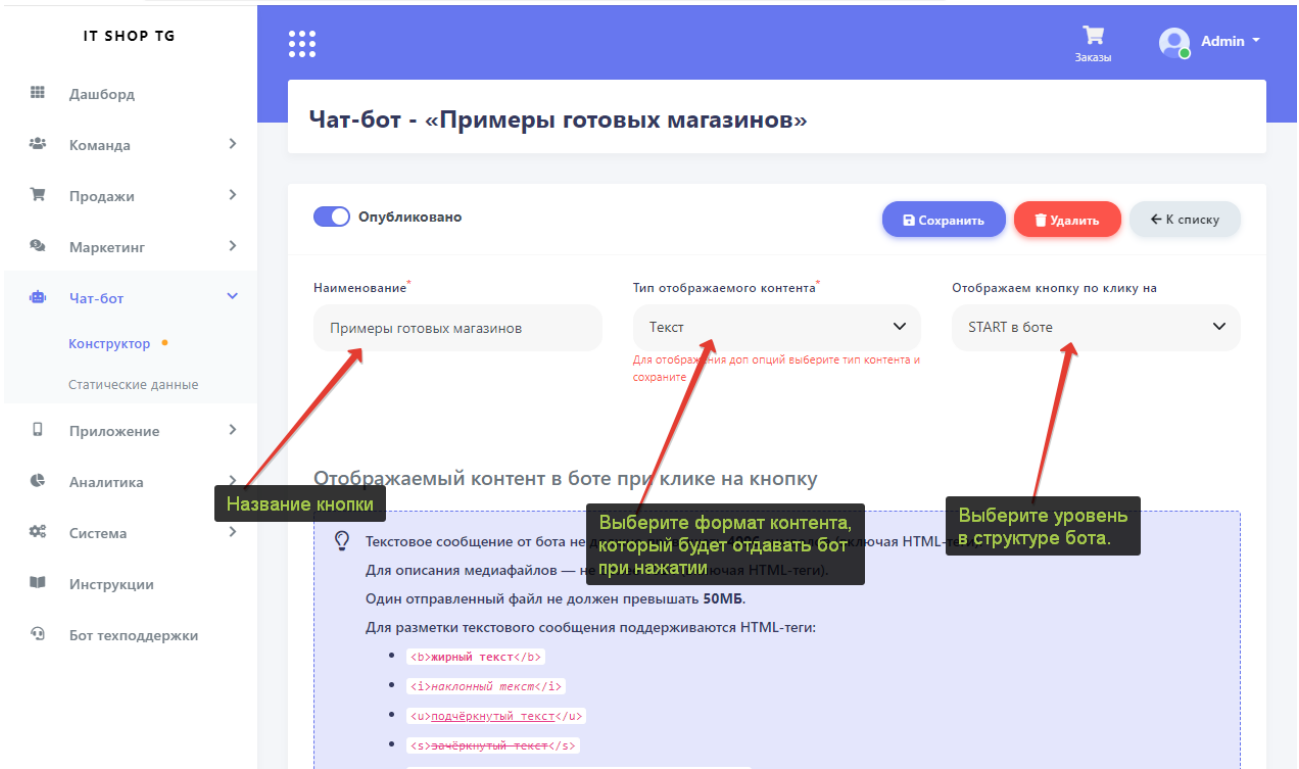 IT SHOP TG
Заказы
Admin
Дашборд
Команда
Продажи
Маркетинг
Чат-бот
Конструктор
Статические данные
Приложение
Аналитика
Система
Инструкции
Бот техподдержки
Чат-бот - «Примеры готовых магазинов»
Опубликовано
Сохранить
Удалить
← К списку
Наименование*
Тип отображаемого контента*
Отображаем кнопку по клику на
Примеры готовых магазинов
Текст
START в боте
Для отображения доп опций выберите тип контента и
сохраните
Отображаемый контент в боте при клике на кнопку
Название кнопки
Выберите формат контента,
который будет отдавать бот
при нажатии
Выберите уровень
в структуре бота.
Текстовое сообщение от бота не
HTML-теги).
Для описания медиафайлов — не
HTML-теги).
Один отправленный файл не должен превышать 50МБ.
Для разметки текстового сообщения поддерживаются HTML-теги:
<b>жирный текст</b>
<i>наклонный текст</i>
<u>подчёркнутый текст</u>
<s>зачёркнутый текст</s>